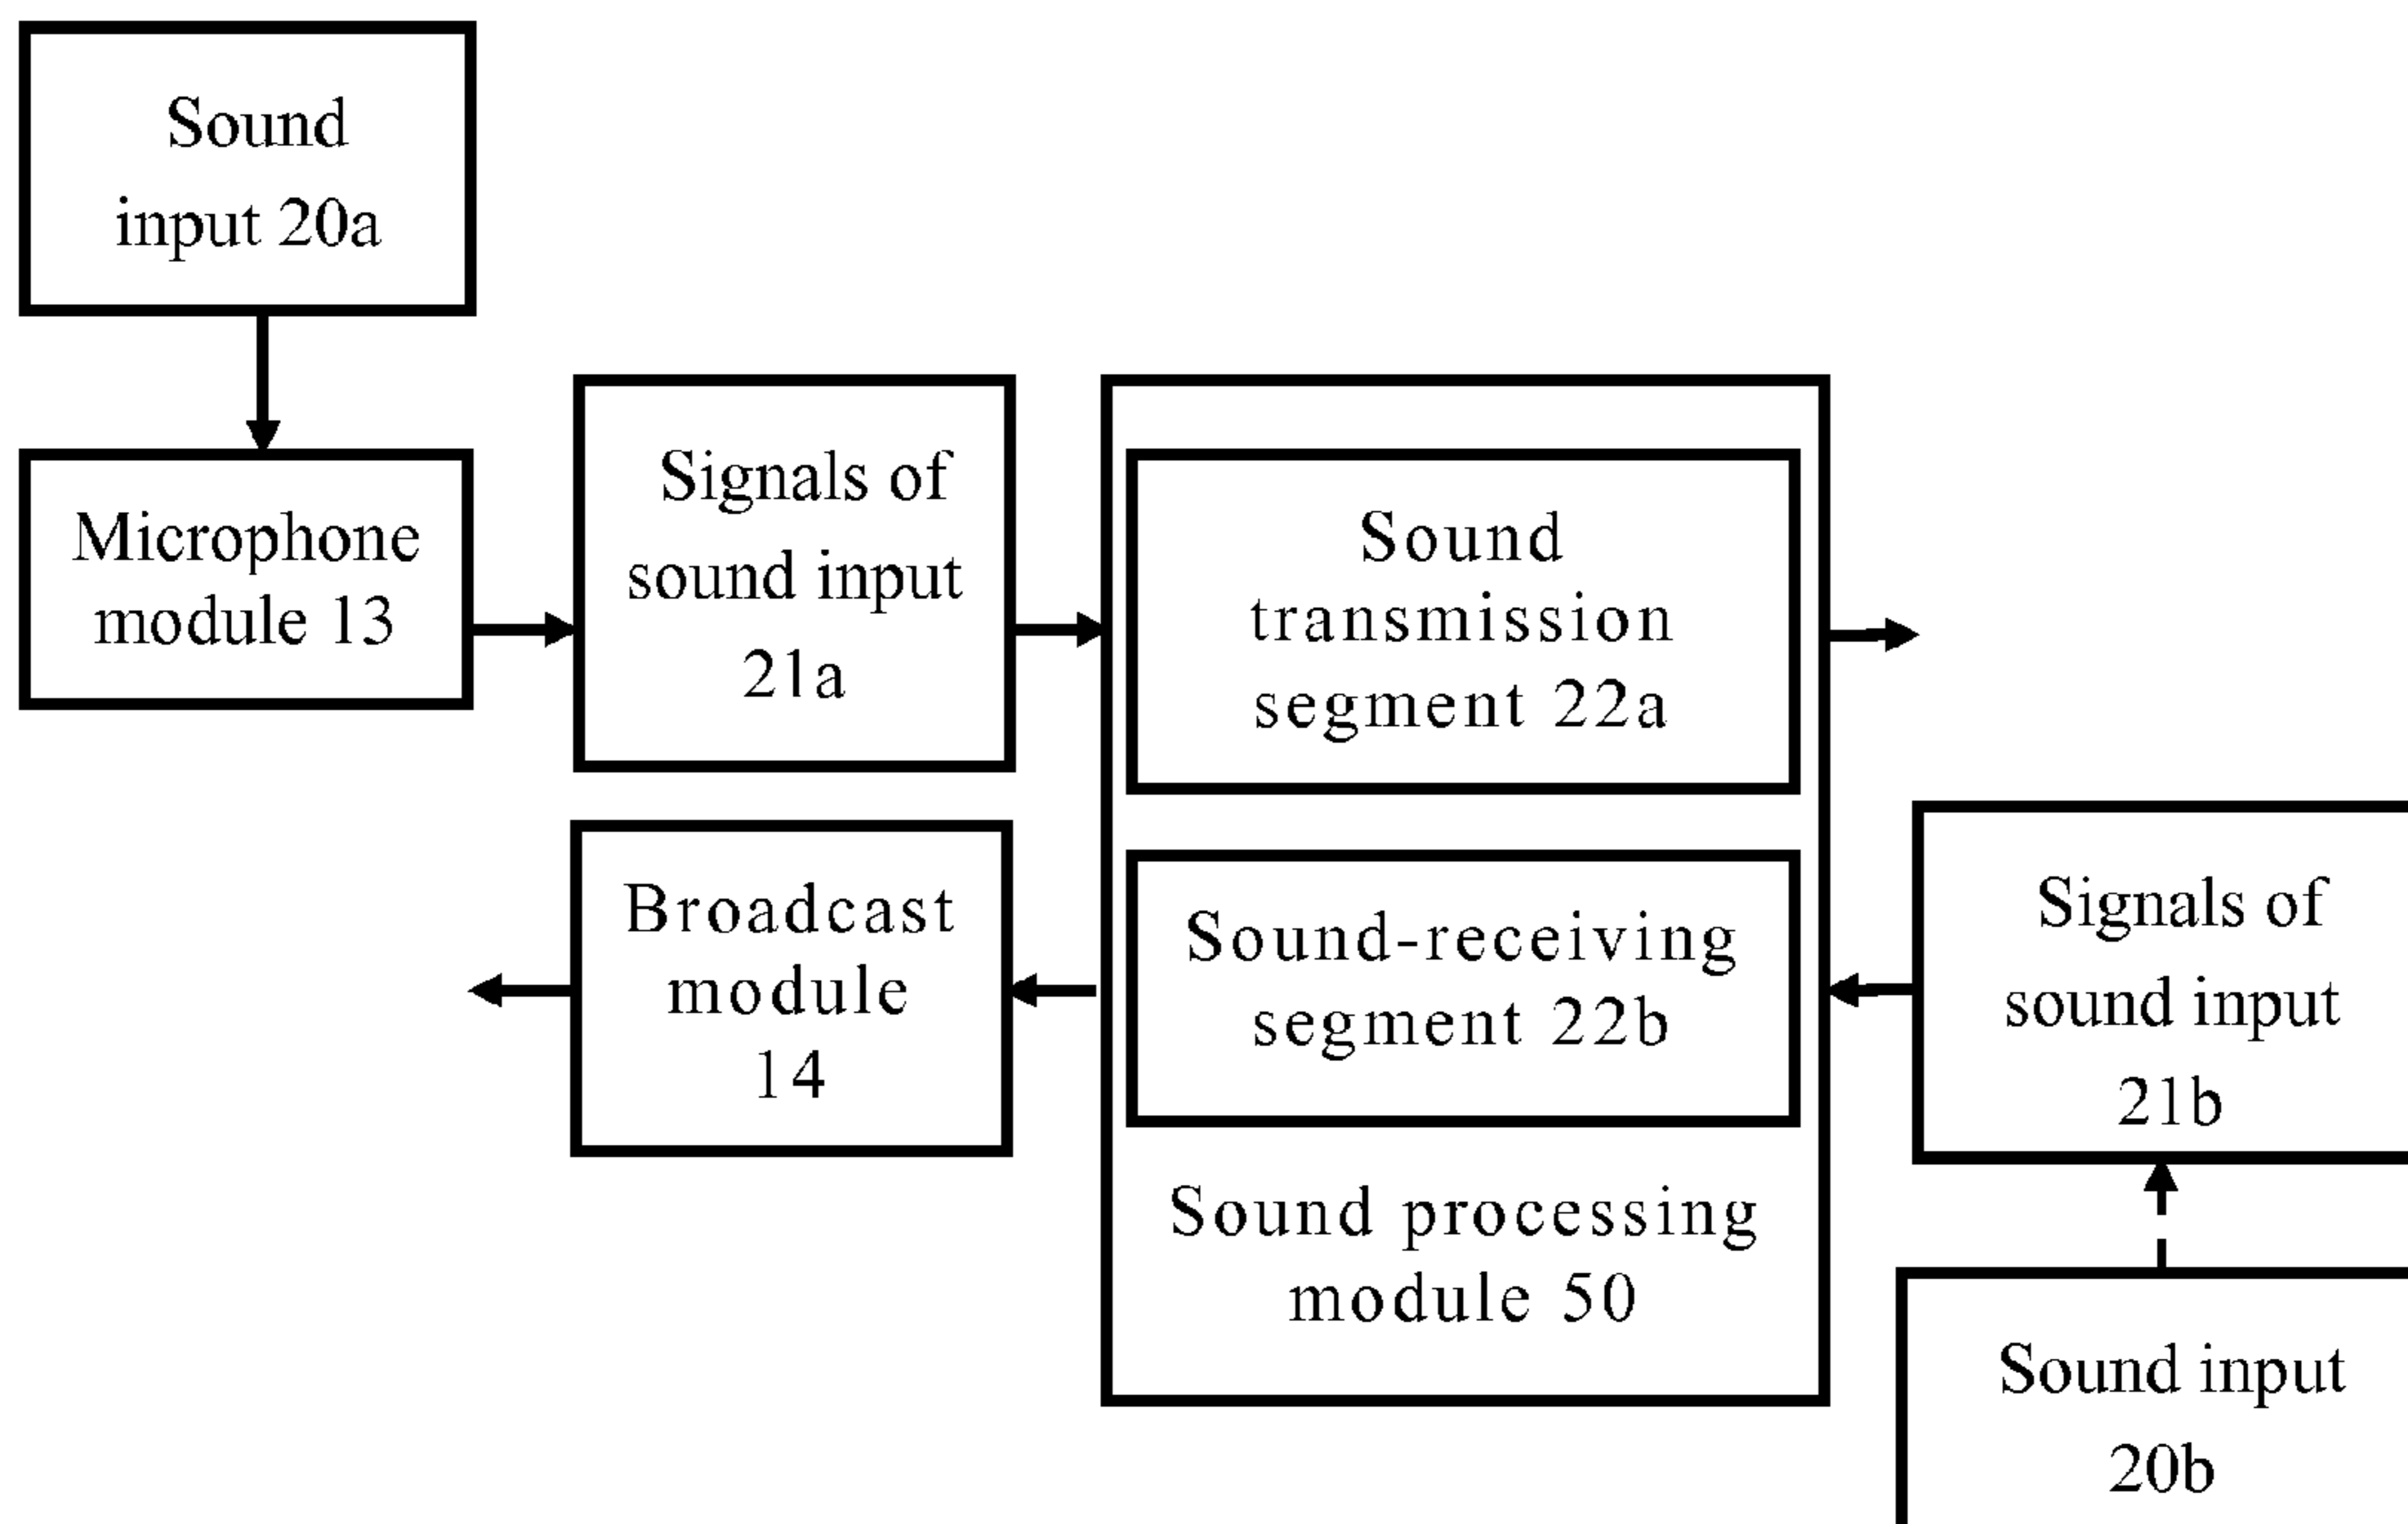 Sound
input 20a
Microphone
module 13
Signals of
sound input
21a
Sound
transmission
segment 22a
Broadcast
module
14
Sound-receiving
segment 22b
Sound processing
module 50
Signals of
sound input
21b
Sound input
20b